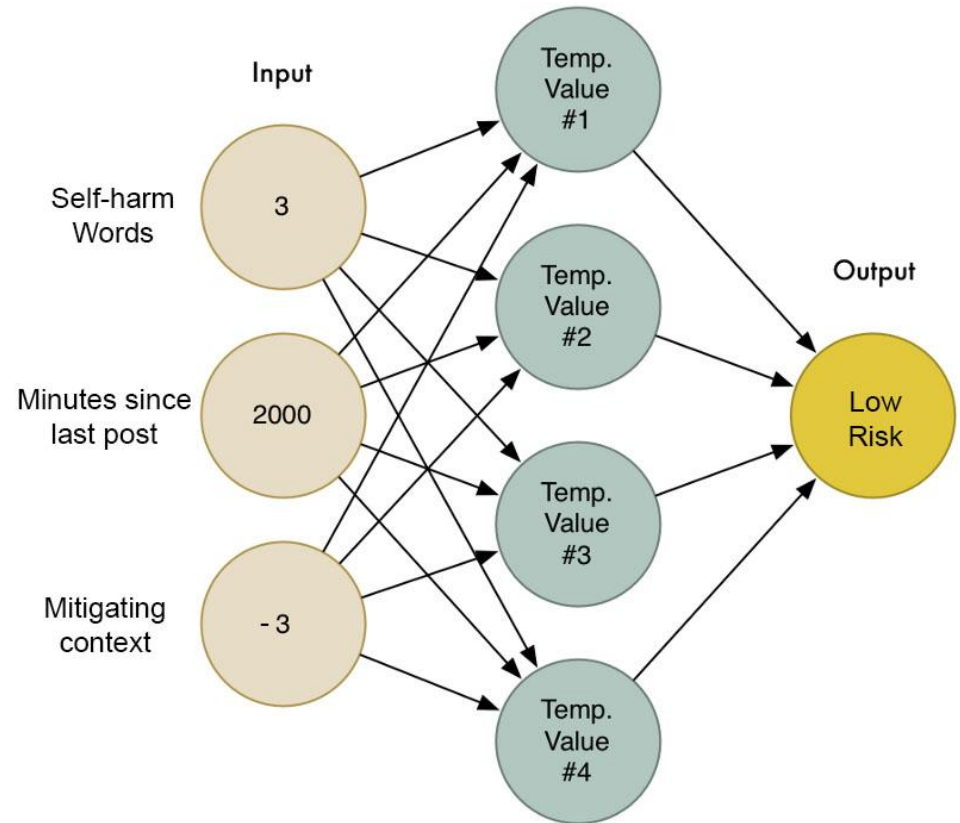 Input
Self-harm
Words
3
Minutes since
last post
2000
Mitigating
context
- 3
Temp.
Value
#1
Temp.
Value
#2
Temp.
Value
#3
Temp.
Value
#4
Output
Low
Risk